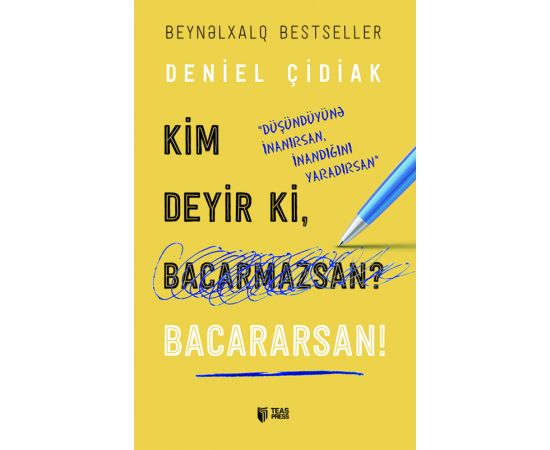 BEYNƏLXALQ BESTSELLER
DENİEL ÇİDİAK
KİM
"DÜŞÜNDÜYÜNƏ
İNANIRSAN,
İNANDIĞINI
YARADIRSAN"
DEYİR Kİ,
BACARMAZSAN?
BACARARSAN!
TEAS
PRESS